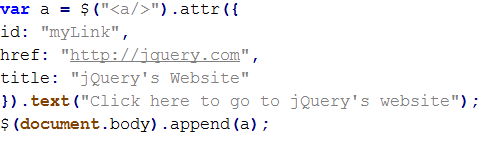 var a = $("<a/>").attr({
id: "myLink",
href: "http://jquery.com",
title: "jQuery's Website"
}).text("Click here to go to jQuery's website");
$(document.body).append(a);